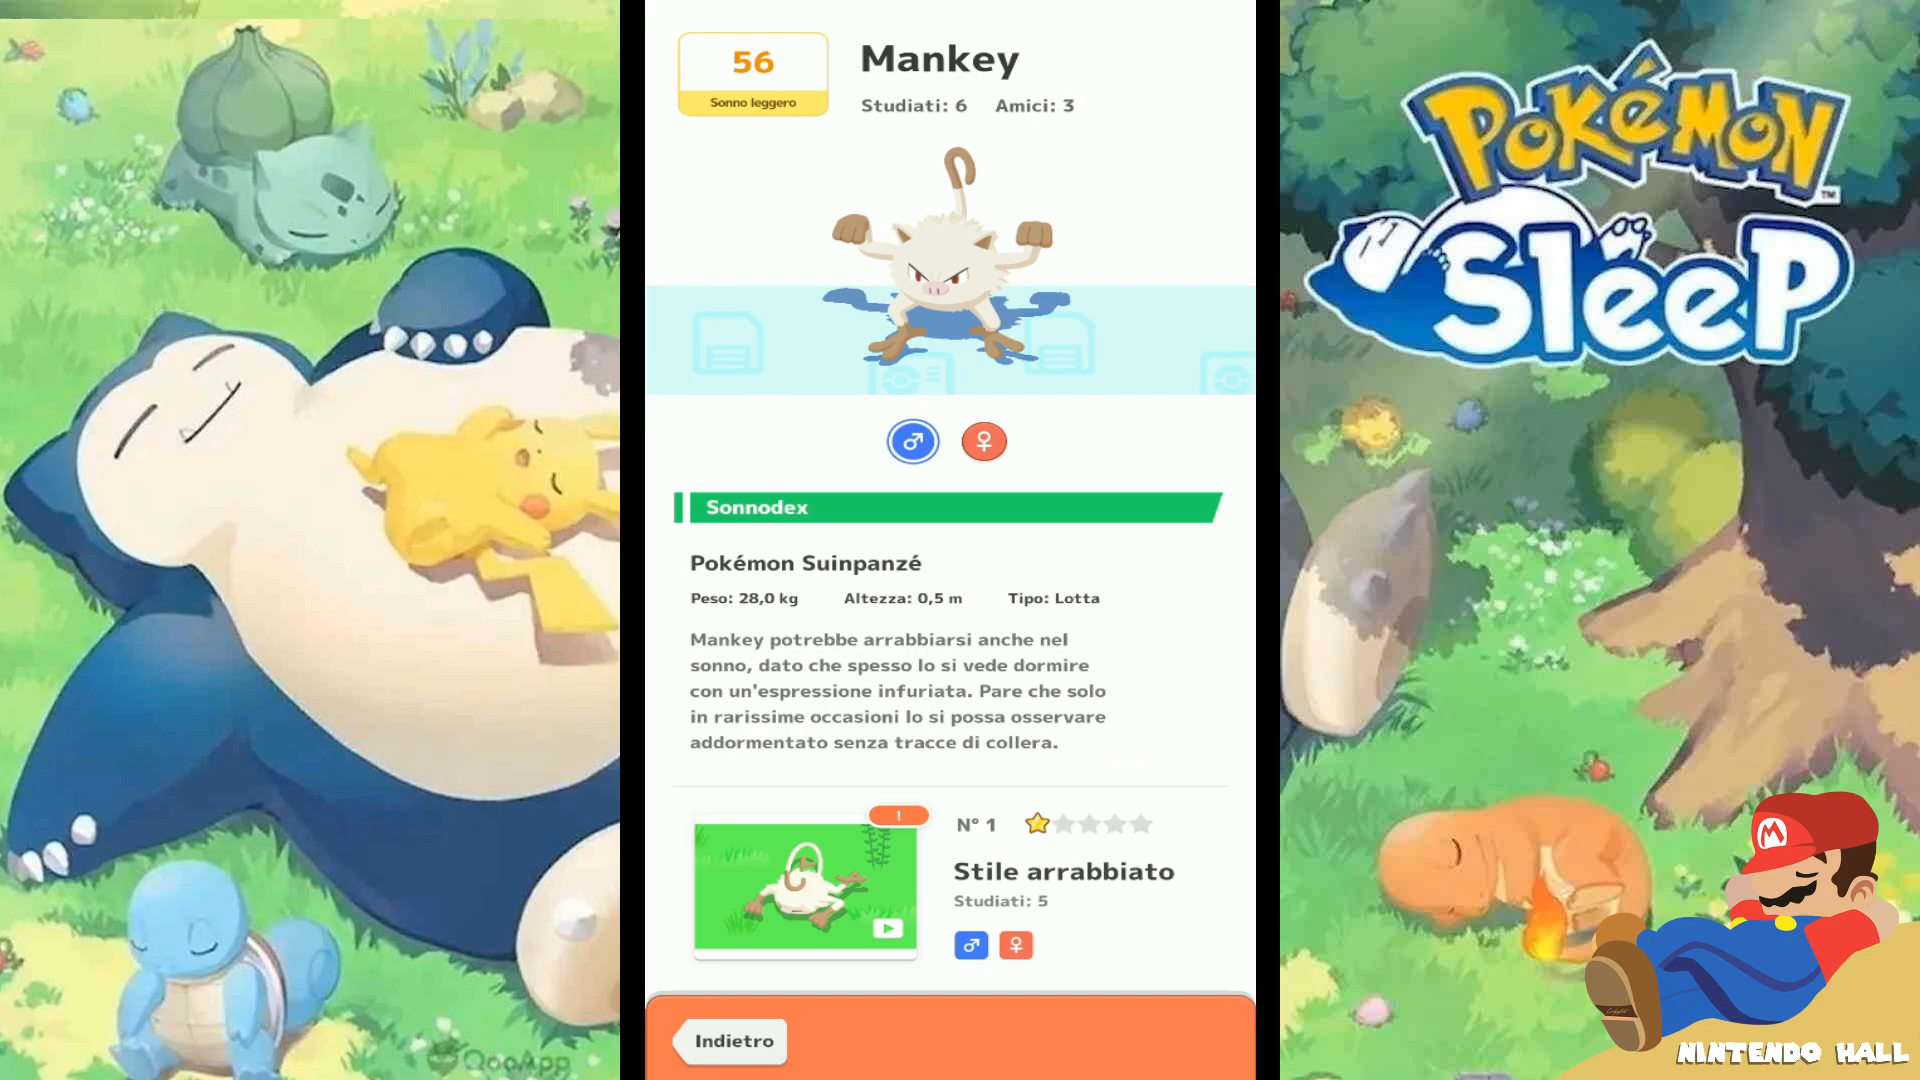 56
Sonno leggero
Mankey
Studiati: 6 Amici: 3
Sonnodex
Pokémon Suinpanzé
Peso: 28,0 kg Altezza: 0,5 m Tipo: Lotta
Mankey potrebbe arrabbiarsi anche nel
sonno, dato che spesso lo si vede dormire
con un'espressione infuriata. Pare che solo
in rarissime occasioni lo si possa osservare
addormentato senza tracce di collera.
!
N° 1
Stile arrabbiato
Studiati: 5
Indietro
POKéMON
TM
Sleep
M
NINTENDO HALL
QooApp